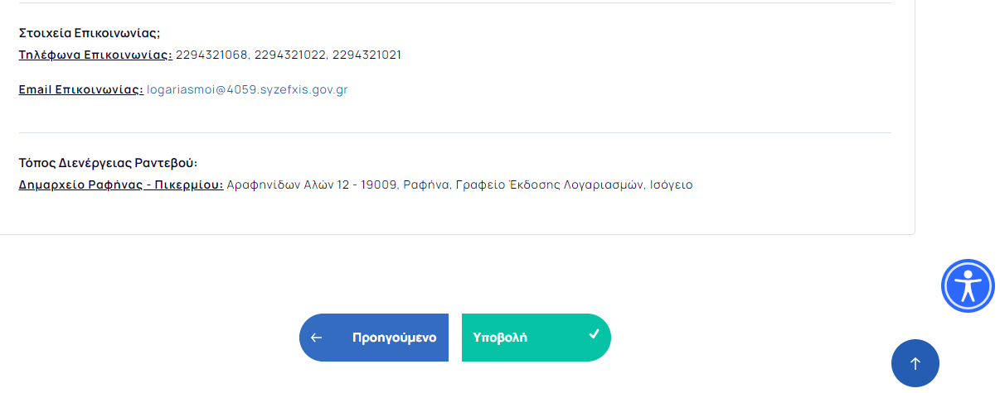 Στοιχεία Επικοινωνίας;
Τηλέφωνα Επικοινωνίας: 2294321068, 2294321022, 2294321021
Email Επικοινωνίας: logariasmoi@4059.syzefxis.gov.gr
Τόπος Διενέργειας Ραντεβού:
Δημαρχείο Ραφήνας - Πικερμίου: Αραφηνίδων Αλών 12 - 19009, Ραφήνα, Γραφείο Έκδοσης Λογαριασμών, Ισόγειο
Προηγούμενο
Υποβολή